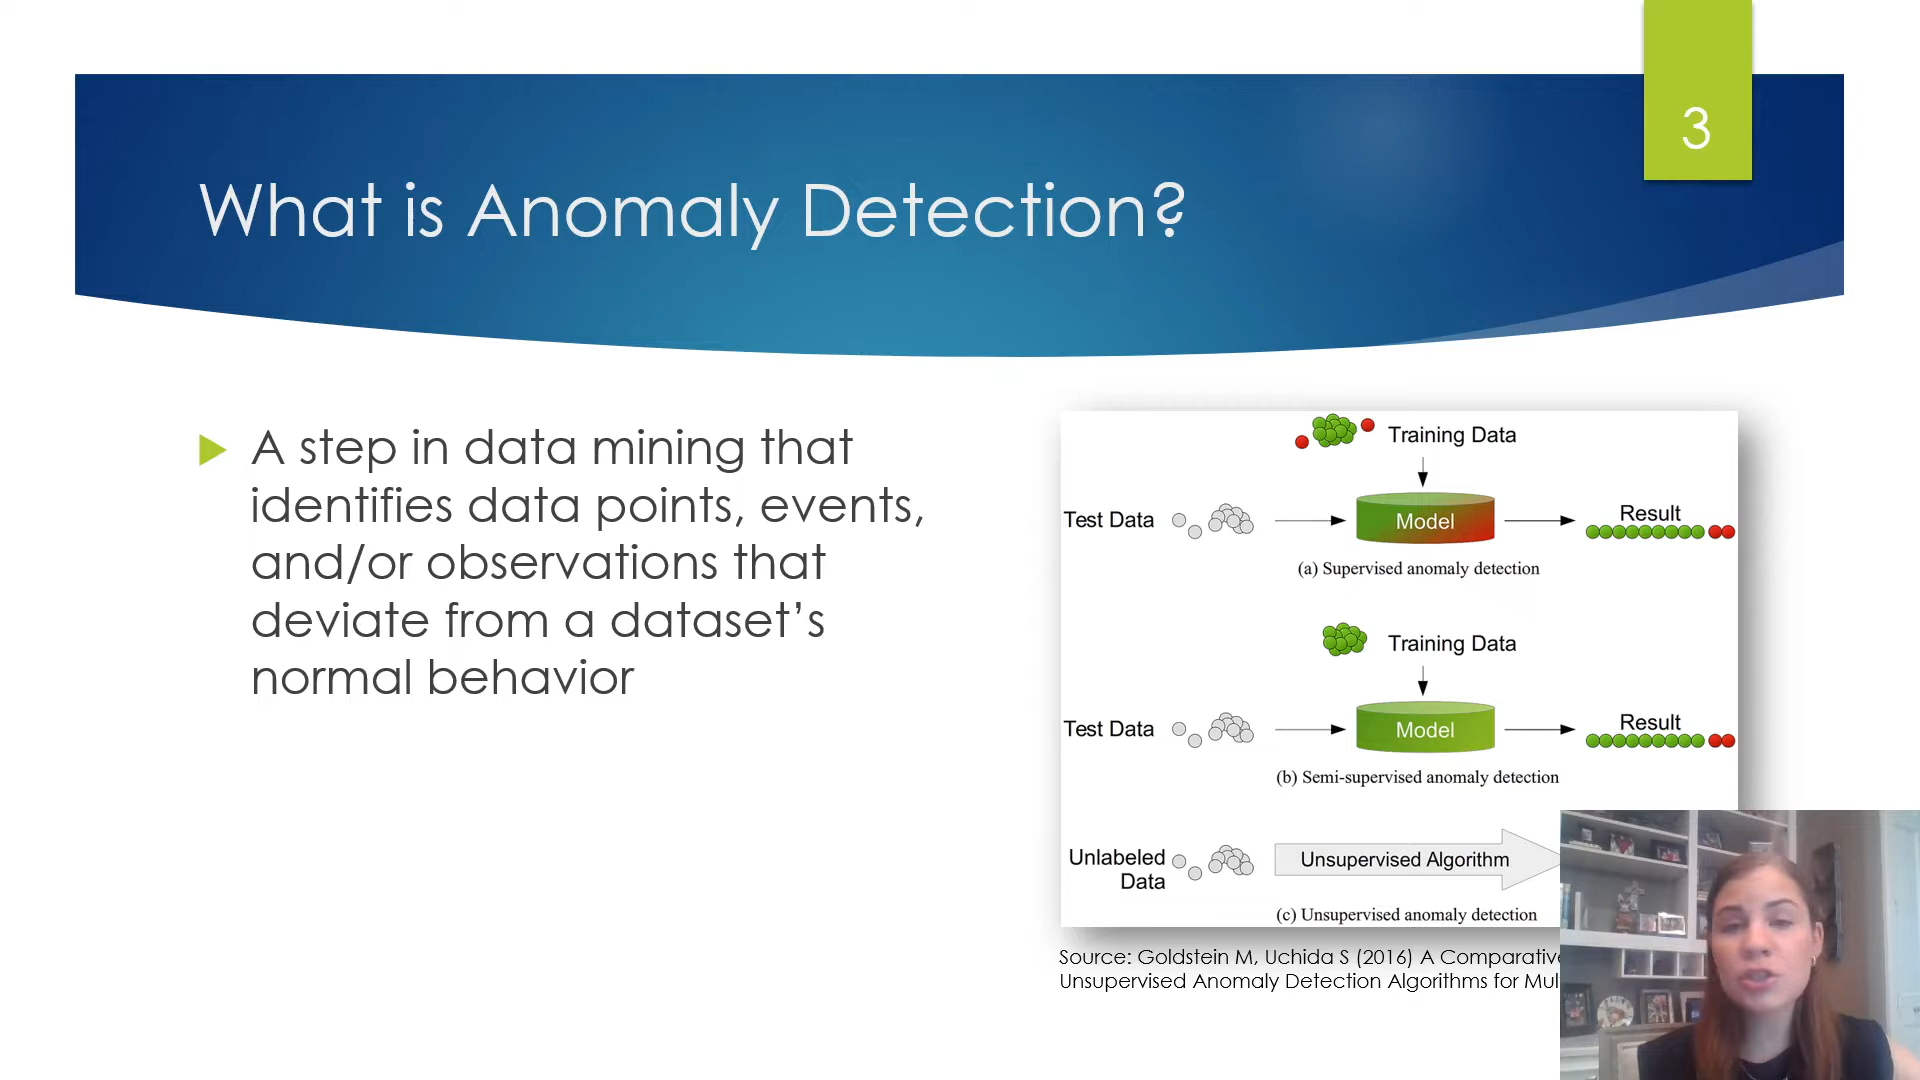 3
What is Anomaly Detection?
A step in data mining that
identifies data points, events,
and/or observations that
deviate from a dataset’s
normal behavior
Training Data
Test Data
Model
Result
(a) Supervised anomaly detection
Training Data
Test Data
Model
Result
(b) Semi-supervised anomaly detection
Unlabeled
Data
Unsupervised Algorithm
(c) Unsupervised anomaly detection
Source: Goldstein M, Uchida S (2016) A Comparative
Unsupervised Anomaly Detection Algorithms for